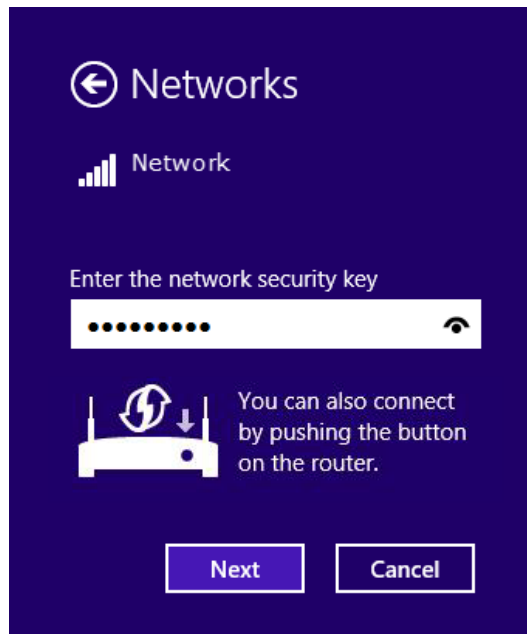 Networks
Network
Enter the network security key
•••••••••
You can also connect
by pushing the button
on the router.
Next
Cancel